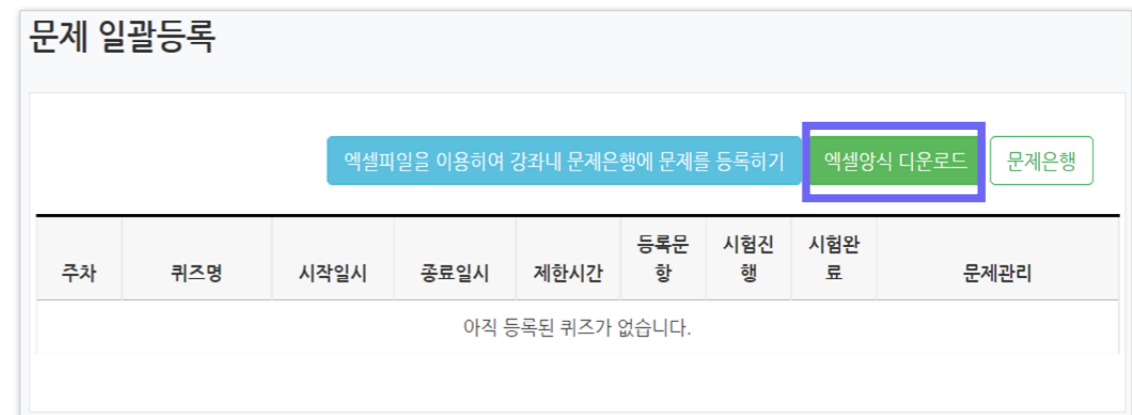 문제 일괄등록
엑셀피일을 이용히여 강좌내 문제은행에 문제를 등록히기 엑셀양식 디운로드 문제은행
주차 퀴즈명 시작일시 종료일시 제한시간 등록문항 시험진행 시험완료 문제관리
아직 등록된 퀴즈가 없습니다.